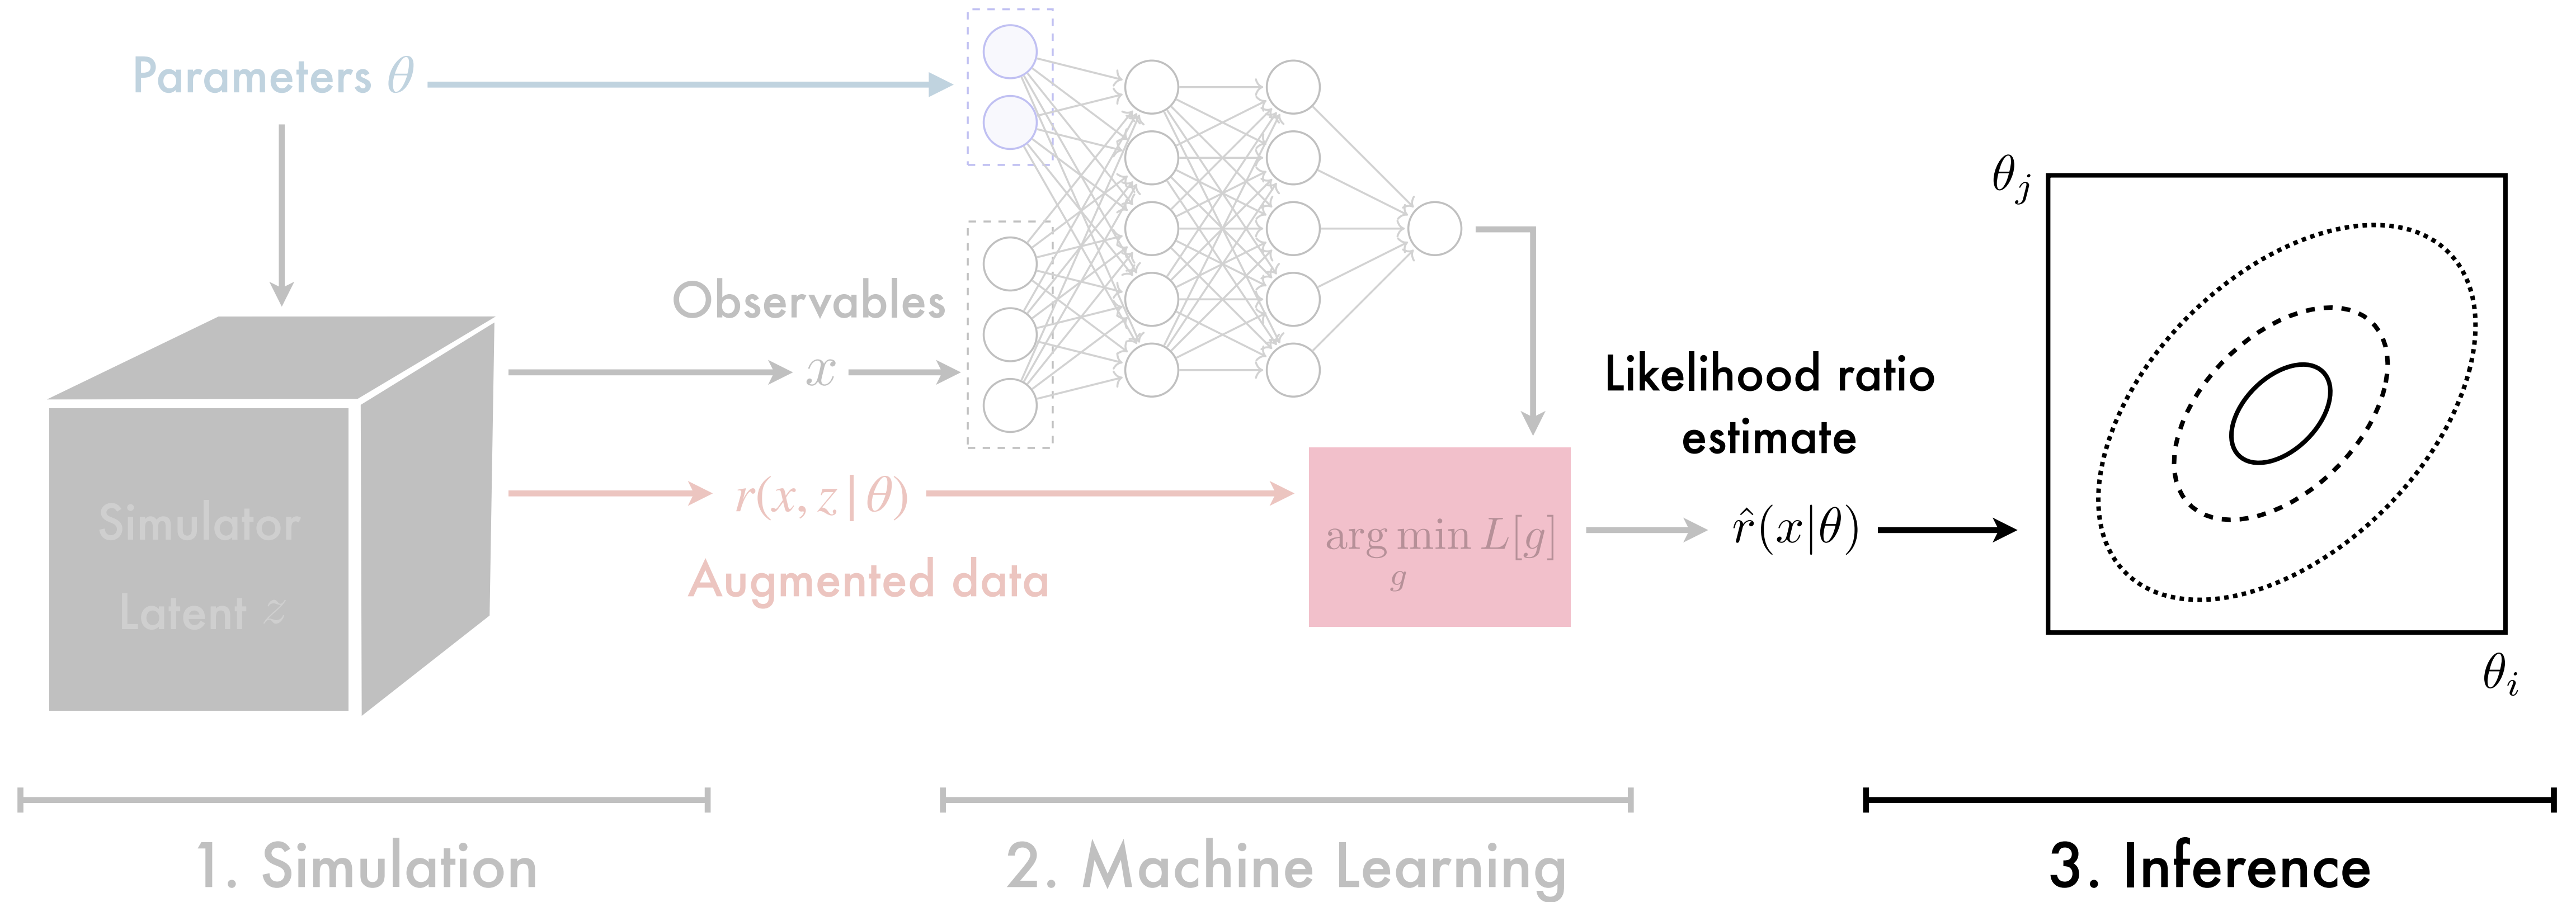 Parameters θ
Observables
x
Simulator
Latent z
r(x, z | θ)
Augmented data
arg min L[g]
g
Likelihood ratio
estimate
r̂(x|θ)
θj
θi
1. Simulation
2. Machine Learning
3. Inference